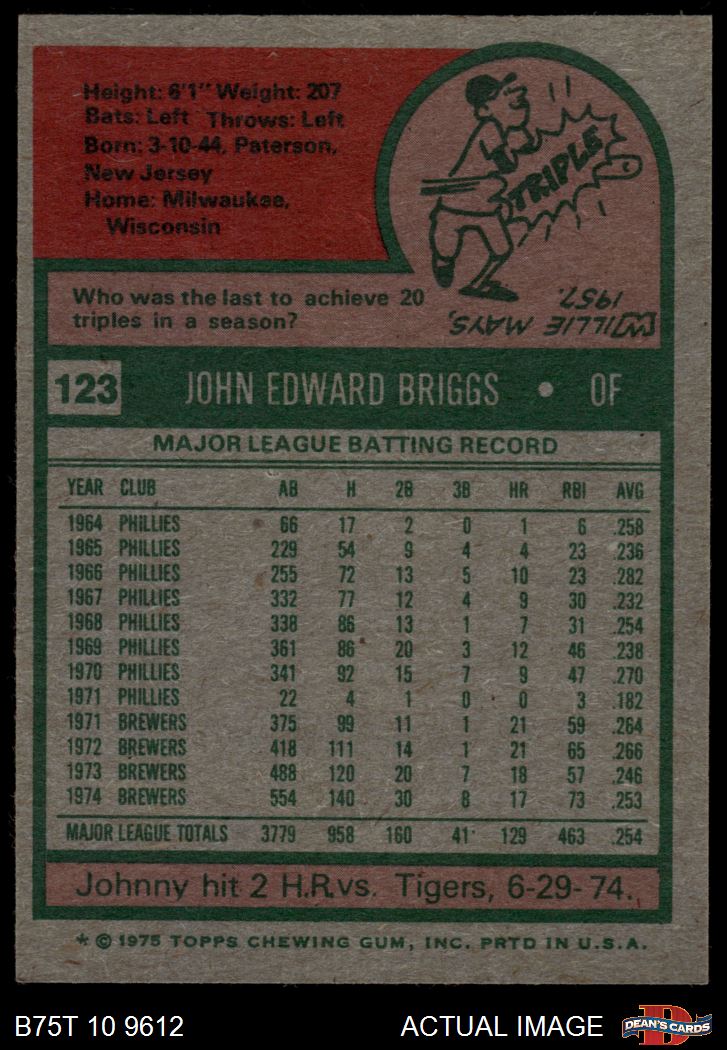 Height: 6'1" Weight: 207
Bats: Left Throws: Left
Born: 3-10-44, Paterson,
New Jersey
Home: Milwaukee,
Wisconsin
TRIPLE
Who was the last to achieve 20
triples in a season?
WILLIE MAYS,
1957.
123 JOHN EDWARD BRIGGS • OF
MAJOR LEAGUE BATTING RECORD
YEAR CLUB AB H 2B 3B HR RBI AVG
1964 PHILLIES 66 17 2 0 1 6 .258
1965 PHILLIES 229 54 9 4 4 23 .236
1966 PHILLIES 255 72 13 5 10 23 .282
1967 PHILLIES 332 77 12 4 9 30 .232
1968 PHILLIES 338 86 13 1 7 31 .254
1969 PHILLIES 361 86 20 3 12 46 .238
1970 PHILLIES 341 92 15 7 9 47 .270
1971 PHILLIES 22 4 1 0 0 3 .182
1971 BREWERS 375 99 11 1 21 59 .264
1972 BREWERS 418 111 14 1 21 65 .266
1973 BREWERS 488 120 20 7 18 57 .246
1974 BREWERS 554 140 30 8 17 73 .253
MAJOR LEAGUE TOTALS 3779 958 160 41 129 463 .254
Johnny hit 2 H.R. vs. Tigers, 6-29-74.
* © 1975 TOPPS CHEWING GUM, INC. PRTD IN U.S.A.
B75T 10 9612 ACTUAL IMAGE D DEAN'S CARDS